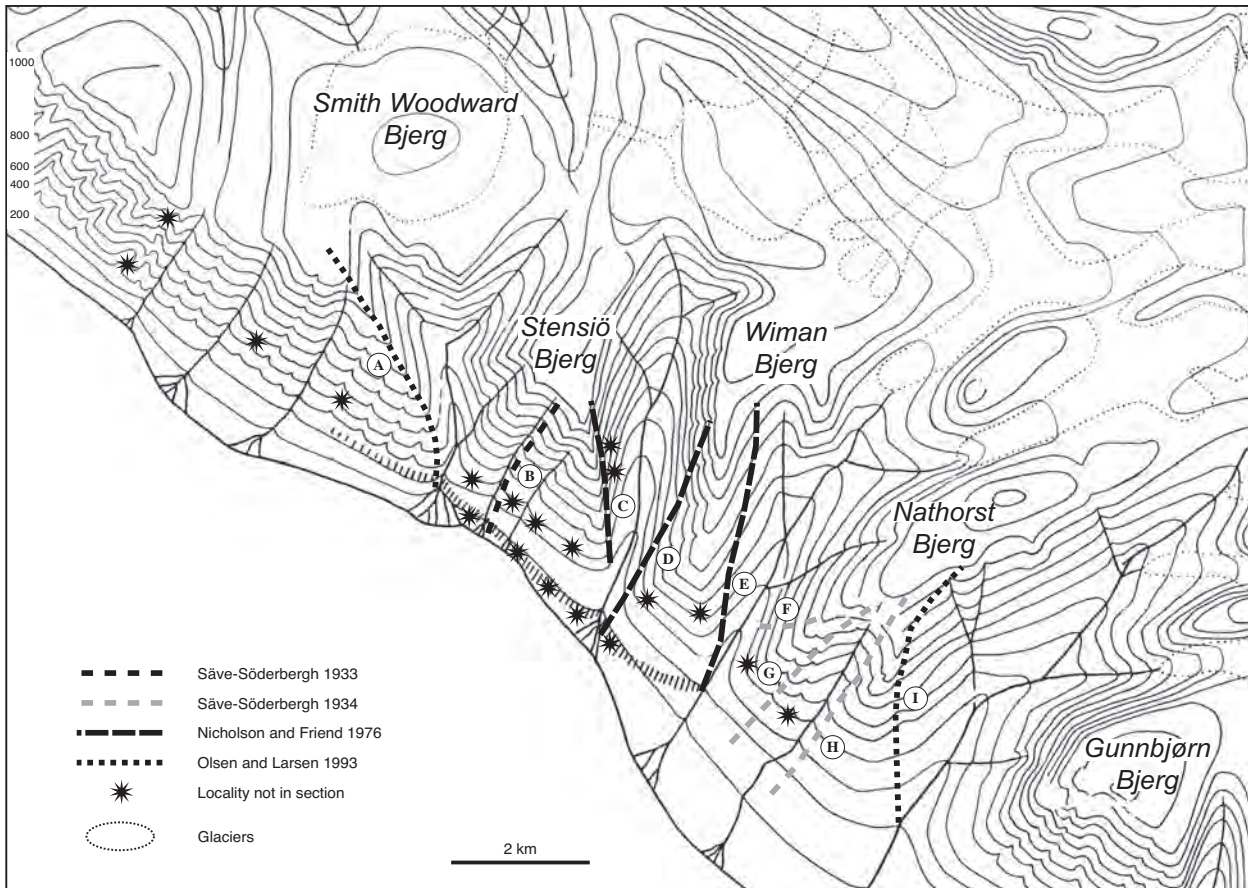 1000
800
600
400
200
Smith Woodward
Bjerg
Stensiö
Bjerg
Wiman
Bjerg
Nathorst
Bjerg
Gunnbjørn
Bjerg
A
B
C
D
E
F
G
H
I
Säve-Söderbergh 1933
Säve-Söderbergh 1934
Nicholson and Friend 1976
Olsen and Larsen 1993
Locality not in section
Glaciers
2 km